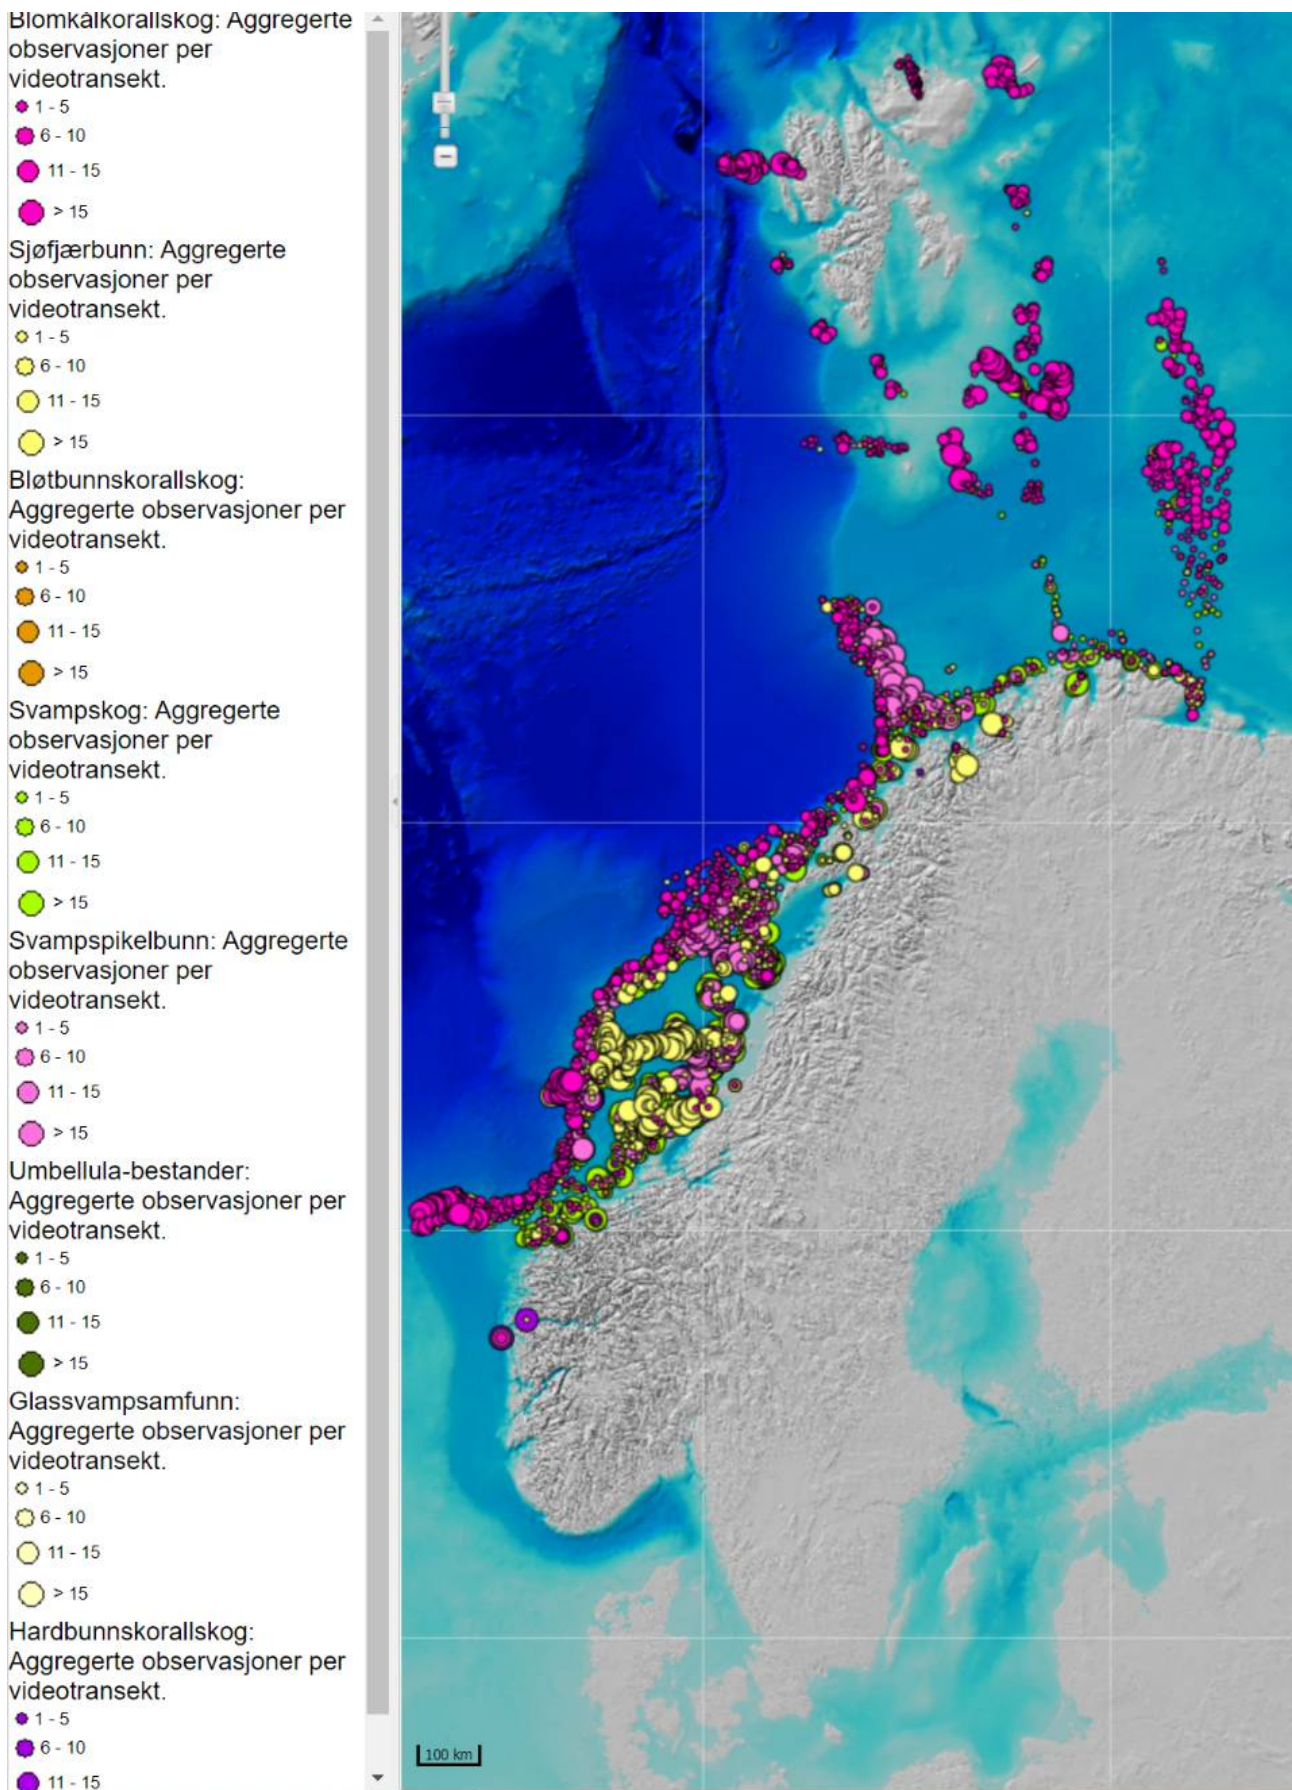 Blomkålkorallskog: Aggregerte
observasjoner per
videotransekt.
1 - 5
6 - 10
11 - 15
> 15
Sjøfjærbunn: Aggregerte
observasjoner per
videotransekt.
1 - 5
6 - 10
11 - 15
> 15
Bløtbunnskorallskog:
Aggregerte observasjoner per
videotransekt.
1 - 5
6 - 10
11 - 15
> 15
Svampskog: Aggregerte
observasjoner per
videotransekt.
1 - 5
6 - 10
11 - 15
> 15
Svampspikelbunn: Aggregerte
observasjoner per
videotransekt.
1 - 5
6 - 10
11 - 15
> 15
Umbellula-bestander:
Aggregerte observasjoner per
videotransekt.
1 - 5
6 - 10
11 - 15
> 15
Glassvampsamfunn:
Aggregerte observasjoner per
videotransekt.
1 - 5
6 - 10
11 - 15
> 15
Hardbunnskorallskog:
Aggregerte observasjoner per
videotransekt.
1 - 5
6 - 10
11 - 15
100 km